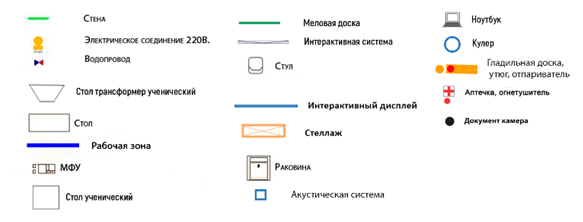 Стена
Электрическое соединение 220В.
Водопровод
Стол трансформер ученический
Стол
Рабочая зона
МФУ
Стол ученический
Меловая доска
Интерактивная система
Стул
Интерактивный дисплей
Стеллаж
Раковина
Акустическая система
Ноутбук
Кулер
Гладильная доска,
утюг, отпариватель
Аптечка, огнетушитель
Документ камера